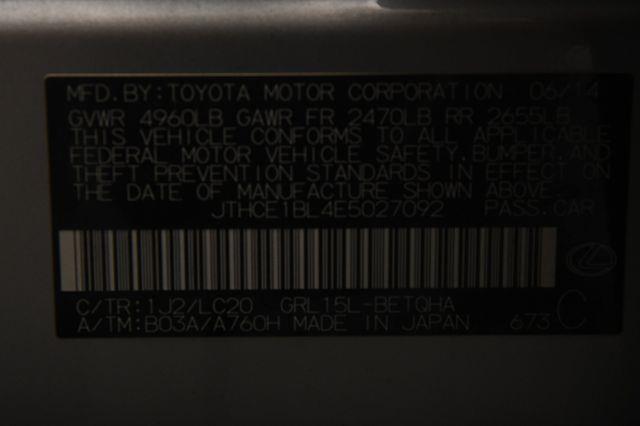 MFD.BY:TOYOTA MOTOR CORPORATION 06/14
GVWR 4960LB GAWR FR 2470LB RR 2655LB
THIS VEHICLE CONFORMS TO ALL APPLICABLE
FEDERAL MOTOR VEHICLE SAFETY,BUMPER,AND
THEFT PREVENTION STANDARDS IN EFFECT ON
THE DATE OF MANUFACTURE SHOWN ABOVE.
JTHCE1BL4E5027092 PASS.CAR
C/TR:1J2/LC20 GRL15L-BETQHA
A/TM:B03A/A760H MADE IN JAPAN 673 C